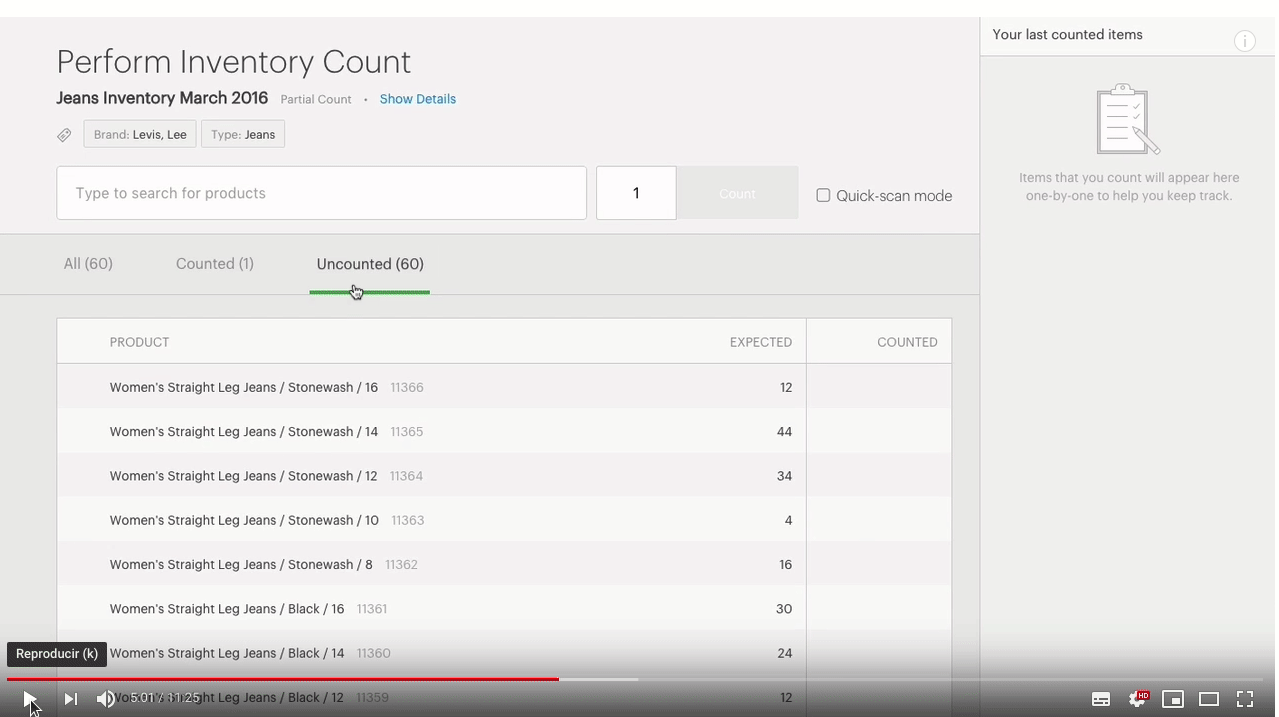 Perform Inventory Count
Jeans Inventory March 2016 Partial Count • Show Details
Brand: Levis, Lee Type: Jeans
Type to search for products 1 Count Quick-scan mode
All (60) Counted (1) Uncounted (60)
PRODUCT EXPECTED COUNTED
Women's Straight Leg Jeans / Stonewash / 16 11366 12
Women's Straight Leg Jeans / Stonewash / 14 11365 44
Women's Straight Leg Jeans / Stonewash / 12 11364 34
Women's Straight Leg Jeans / Stonewash / 10 11363 4
Women's Straight Leg Jeans / Stonewash / 8 11362 16
Women's Straight Leg Jeans / Black / 16 11361 30
Women's Straight Leg Jeans / Black / 14 11360 24
Women's Straight Leg Jeans / Black / 12 11359 12
Your last counted items
Items that you count will appear here
one-by-one to help you keep track.
Reproducir (k)
5:01 / 11:25
HD